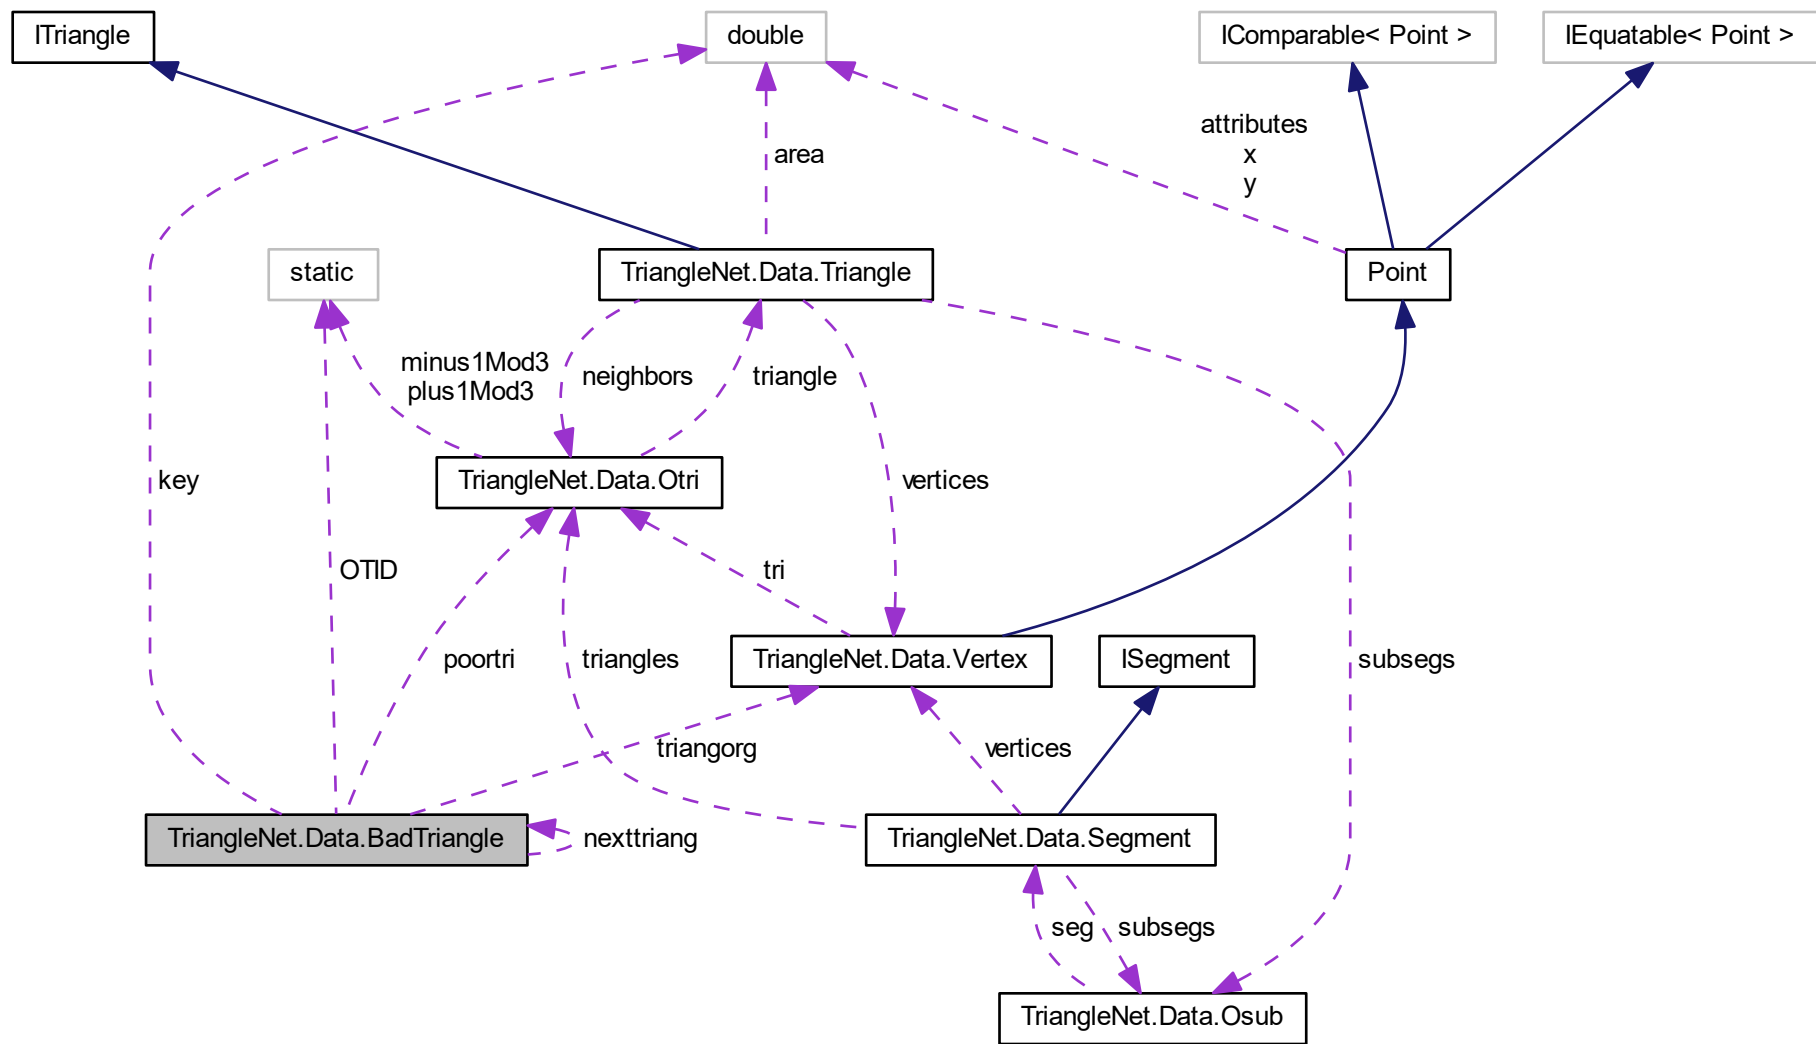 ITriangle
double
IComparable< Point >
IEquatable< Point >
attributes
x
y
area
static
TriangleNet.Data.Triangle
Point
minus1Mod3
plus1Mod3
neighbors
triangle
key
TriangleNet.Data.Otri
vertices
OTID
tri
poortri
triangles
TriangleNet.Data.Vertex
ISegment
subsegs
triangorg
vertices
TriangleNet.Data.BadTriangle
nexttriang
TriangleNet.Data.Segment
seg
subsegs
TriangleNet.Data.Osub